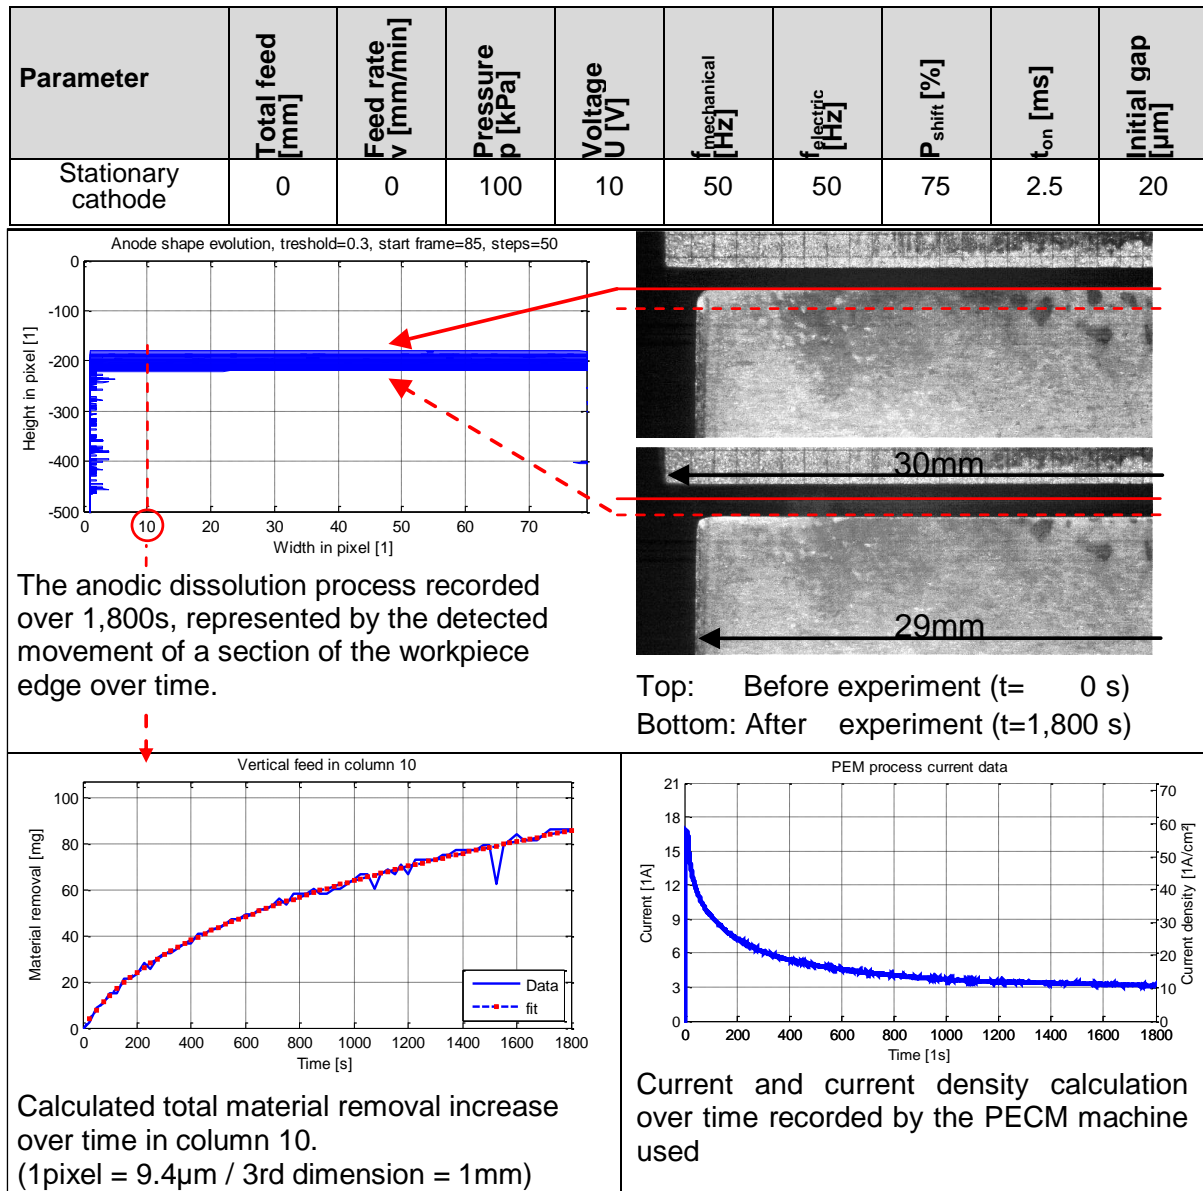 Parameter
Total feed [mm]
Feed rate v [mm/min]
Pressure p [kPa]
Voltage U [V]
fmechanical [Hz]
felectric [Hz]
Pshift [%]
ton [ms]
Initial gap [µm]
Stationary cathode
0 0 100 10 50 50 75 2.5 20
Anode shape evolution, treshold=0.3, start frame=85, steps=50
0
-100
-200
-300
-400
-500
Height in pixel [1]
0 10 20 30 40 50 60 70
Width in pixel [1]
30mm
29mm
The anodic dissolution process recorded
over 1,800s, represented by the detected
movement of a section of the workpiece
edge over time.
Top: Before experiment (t= 0 s)
Bottom: After experiment (t=1,800 s)
Vertical feed in column 10
100
80
60
40
20
0
Material removal [mg]
Data
fit
0 200 400 600 800 1000 1200 1400 1600 1800
Time [s]
Calculated total material removal increase
over time in column 10.
(1pixel = 9.4µm / 3rd dimension = 1mm)
PEM process current data
21
18
15
12
9
6
3
0
Current [1A]
70
60
50
40
30
20
10
0
Current density [1A/cm²]
0 200 400 600 800 1000 1200 1400 1600 1800
Time [1s]
Current and current density calculation
over time recorded by the PECM machine
used